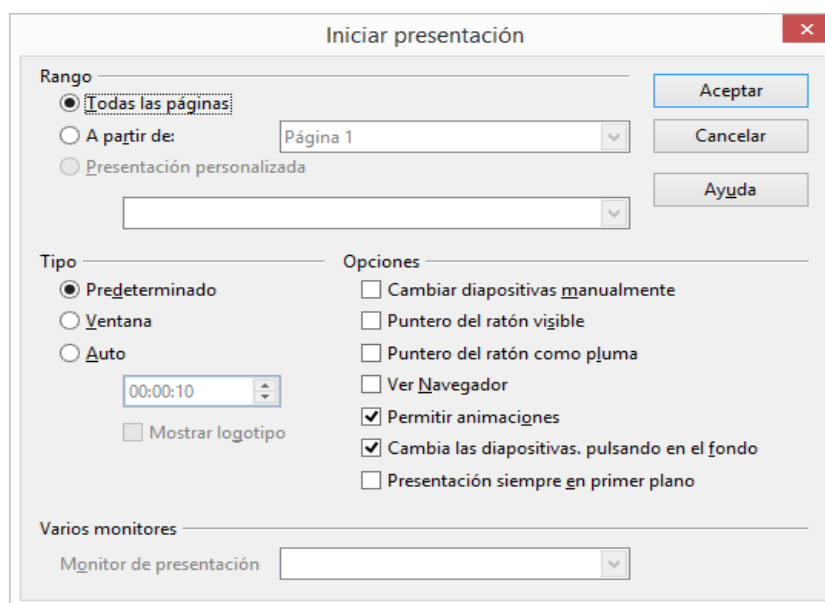 Iniciar presentación
Rango
Todas las páginas
A partir de:
Página 1
Presentación personalizada
Aceptar
Cancelar
Ayuda
Tipo
Predeterminado
Ventana
Auto
00:00:10
Mostrar logotipo
Opciones
Cambiar diapositivas manualmente
Puntero del ratón visible
Puntero del ratón como pluma
Ver Navegador
Permitir animaciones
Cambia las diapositivas. pulsando en el fondo
Presentación siempre en primer plano
Varios monitores
Monitor de presentación